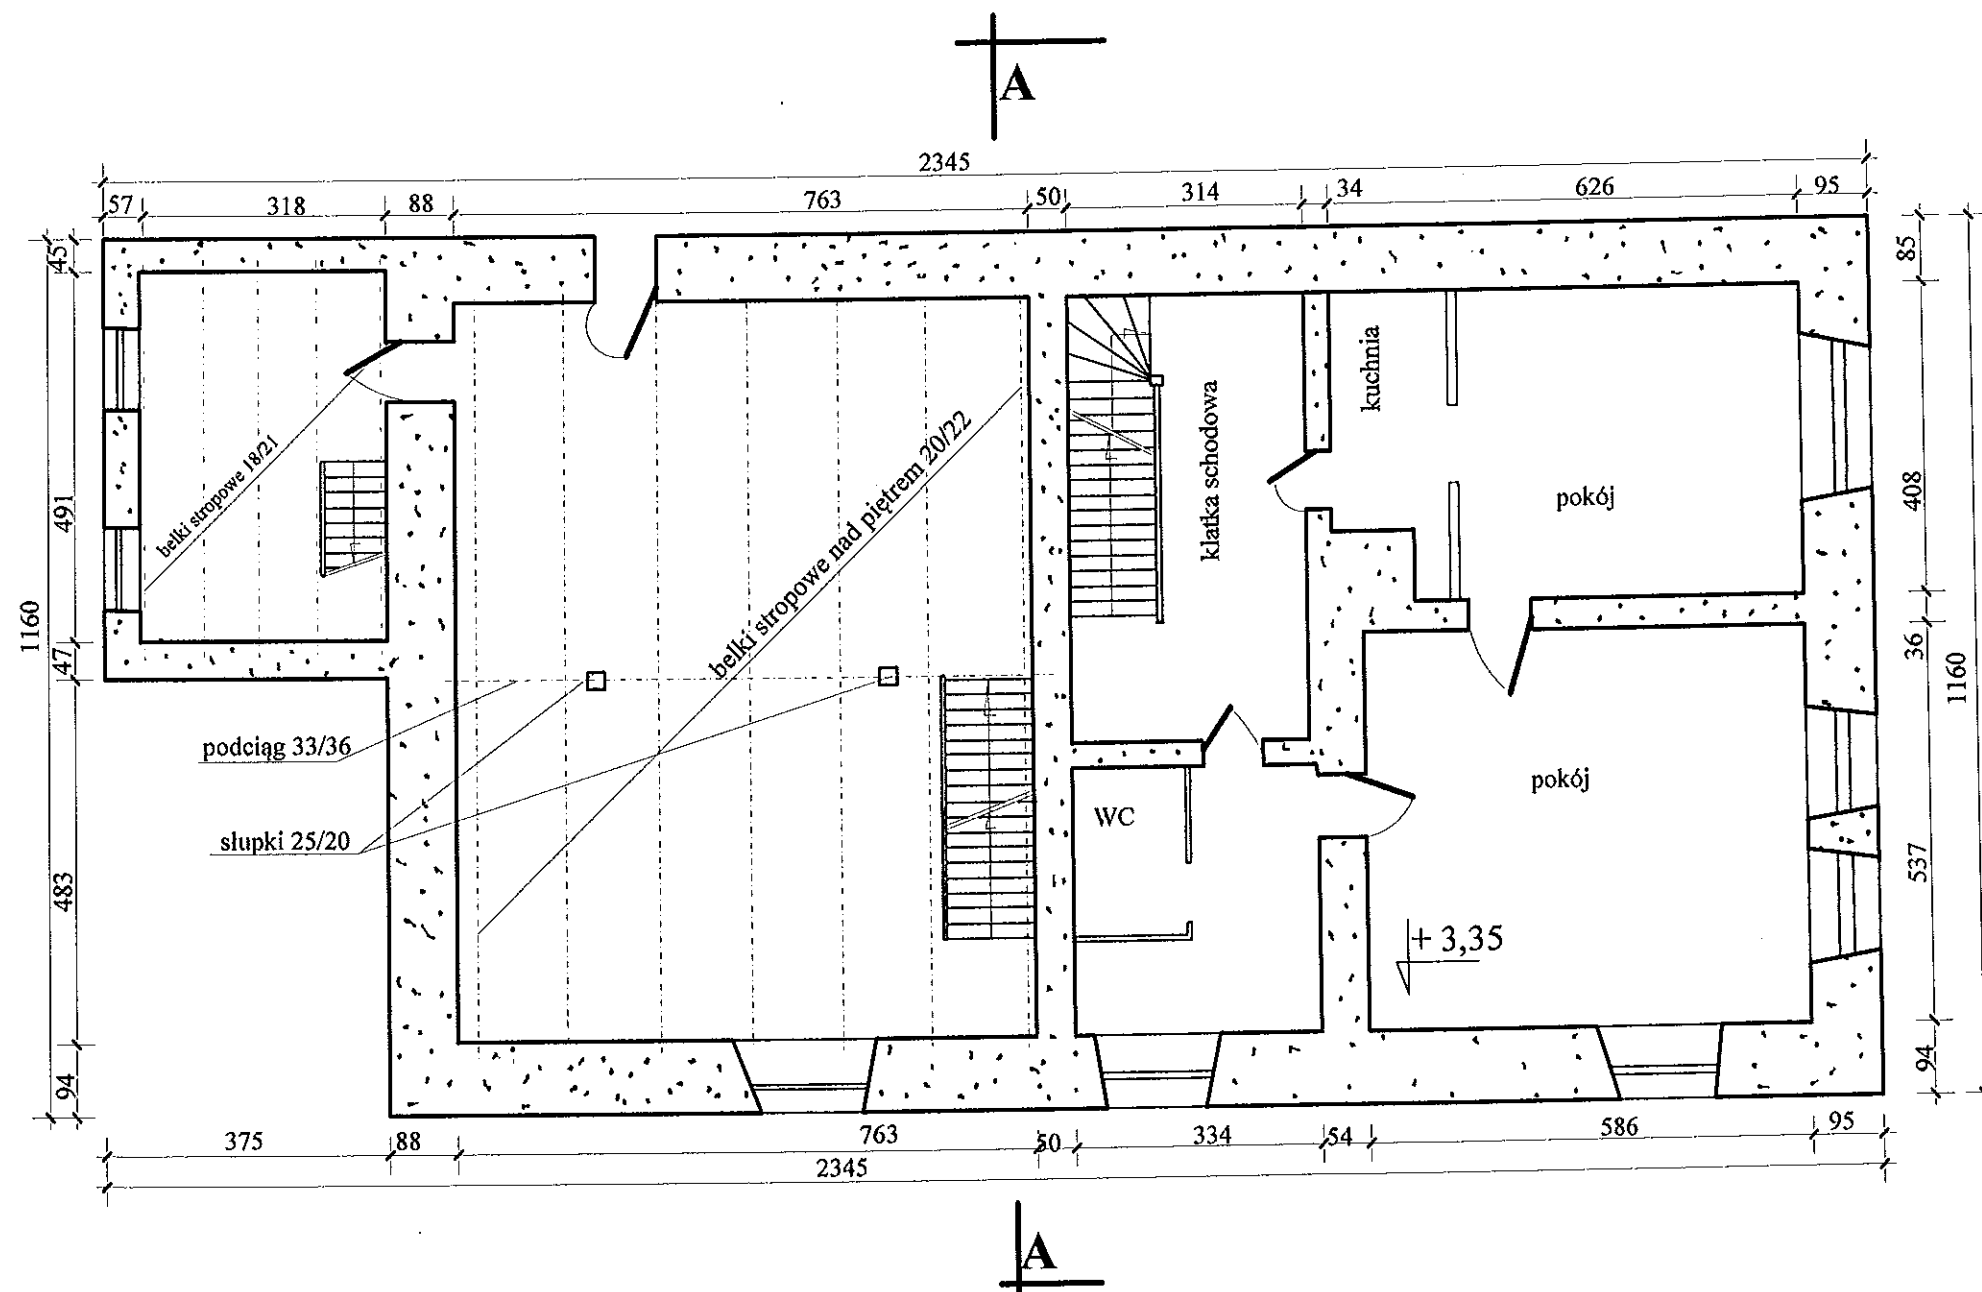 A
2345
57 318 88 763 50 314 34 626 95
45
491
47
1160
483
94
85
408
36
1160
537
94
belki stropowe 18/21
belki stropowe nad piętrem 20/22
klatka schodowa
kuchnia
pokój
podciąg 33/36
słupki 25/20
WC
pokój
+ 3,35
375 88 763 50 334 54 586 95
2345
A